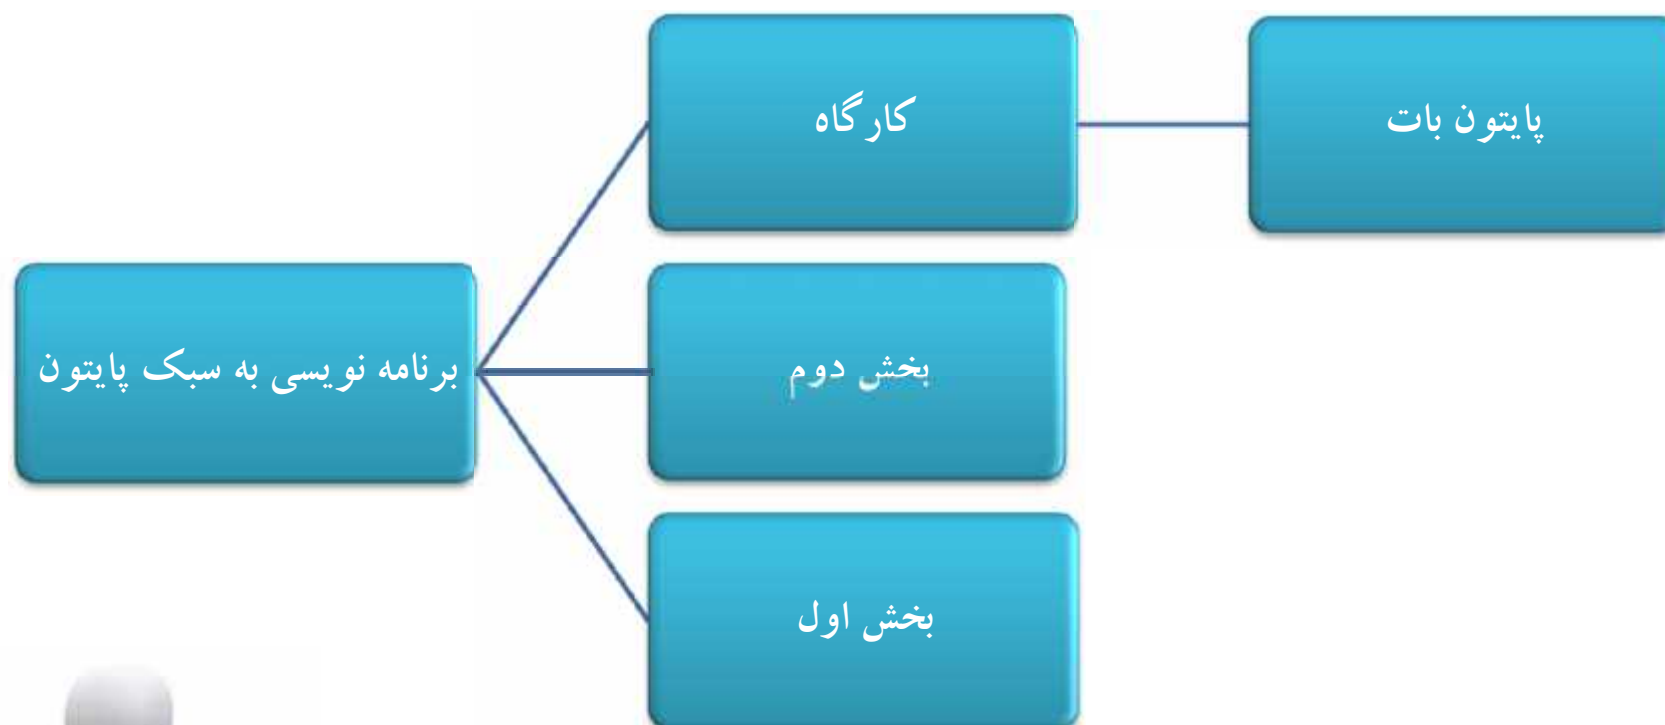 کارگاه
پایتون بات
برنامه نویسی به سبک پایتون
بخش دوم
بخش اول